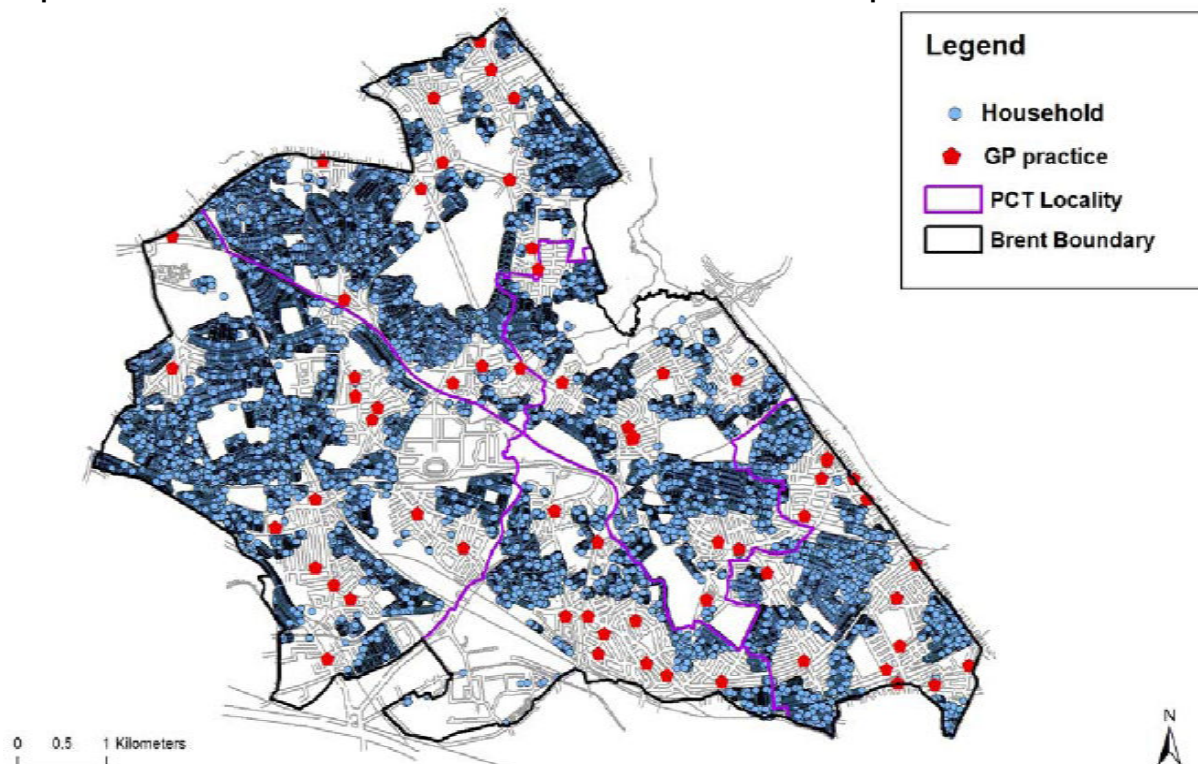 Legend
Household
GP practice
PCT Locality
Brent Boundary
0 0.5 1 Kilometers
N